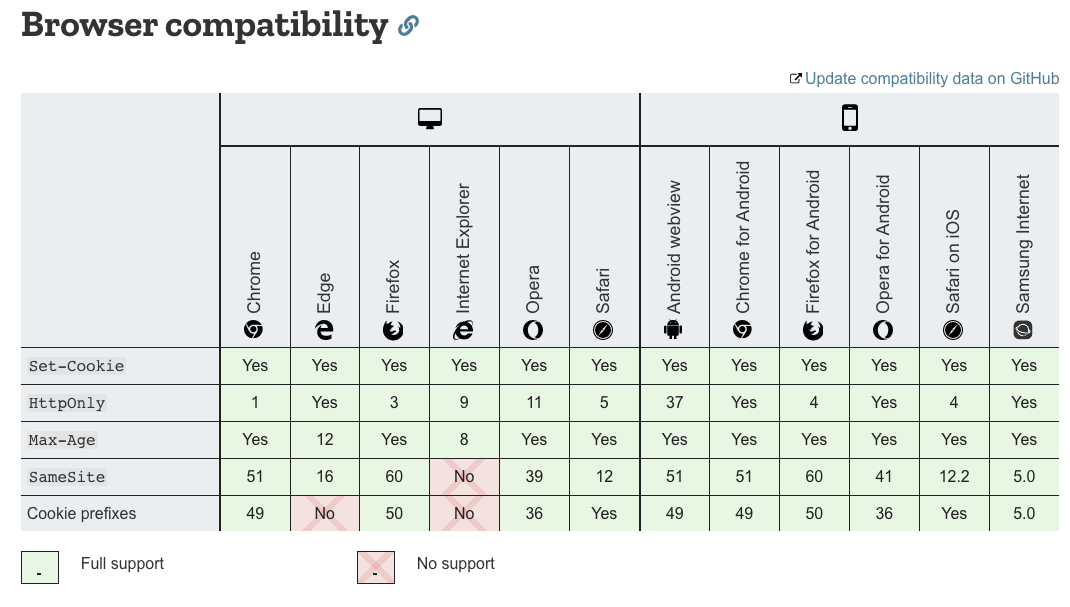 Browser compatibility
Update compatibility data on GitHub
Chrome Edge Firefox Internet Explorer Opera Safari Android webview Chrome for Android Firefox for Android Opera for Android Safari on iOS Samsung Internet
Set-Cookie Yes Yes Yes Yes Yes Yes Yes Yes Yes Yes Yes Yes
HttpOnly 1 Yes 3 9 11 5 37 Yes 4 Yes 4 Yes
Max-Age Yes 12 Yes 8 Yes Yes Yes Yes Yes Yes Yes Yes
SameSite 51 16 60 No 39 12 51 51 60 41 12.2 5.0
Cookie prefixes 49 No 50 No 36 Yes 49 49 50 36 Yes 5.0
- Full support - No support